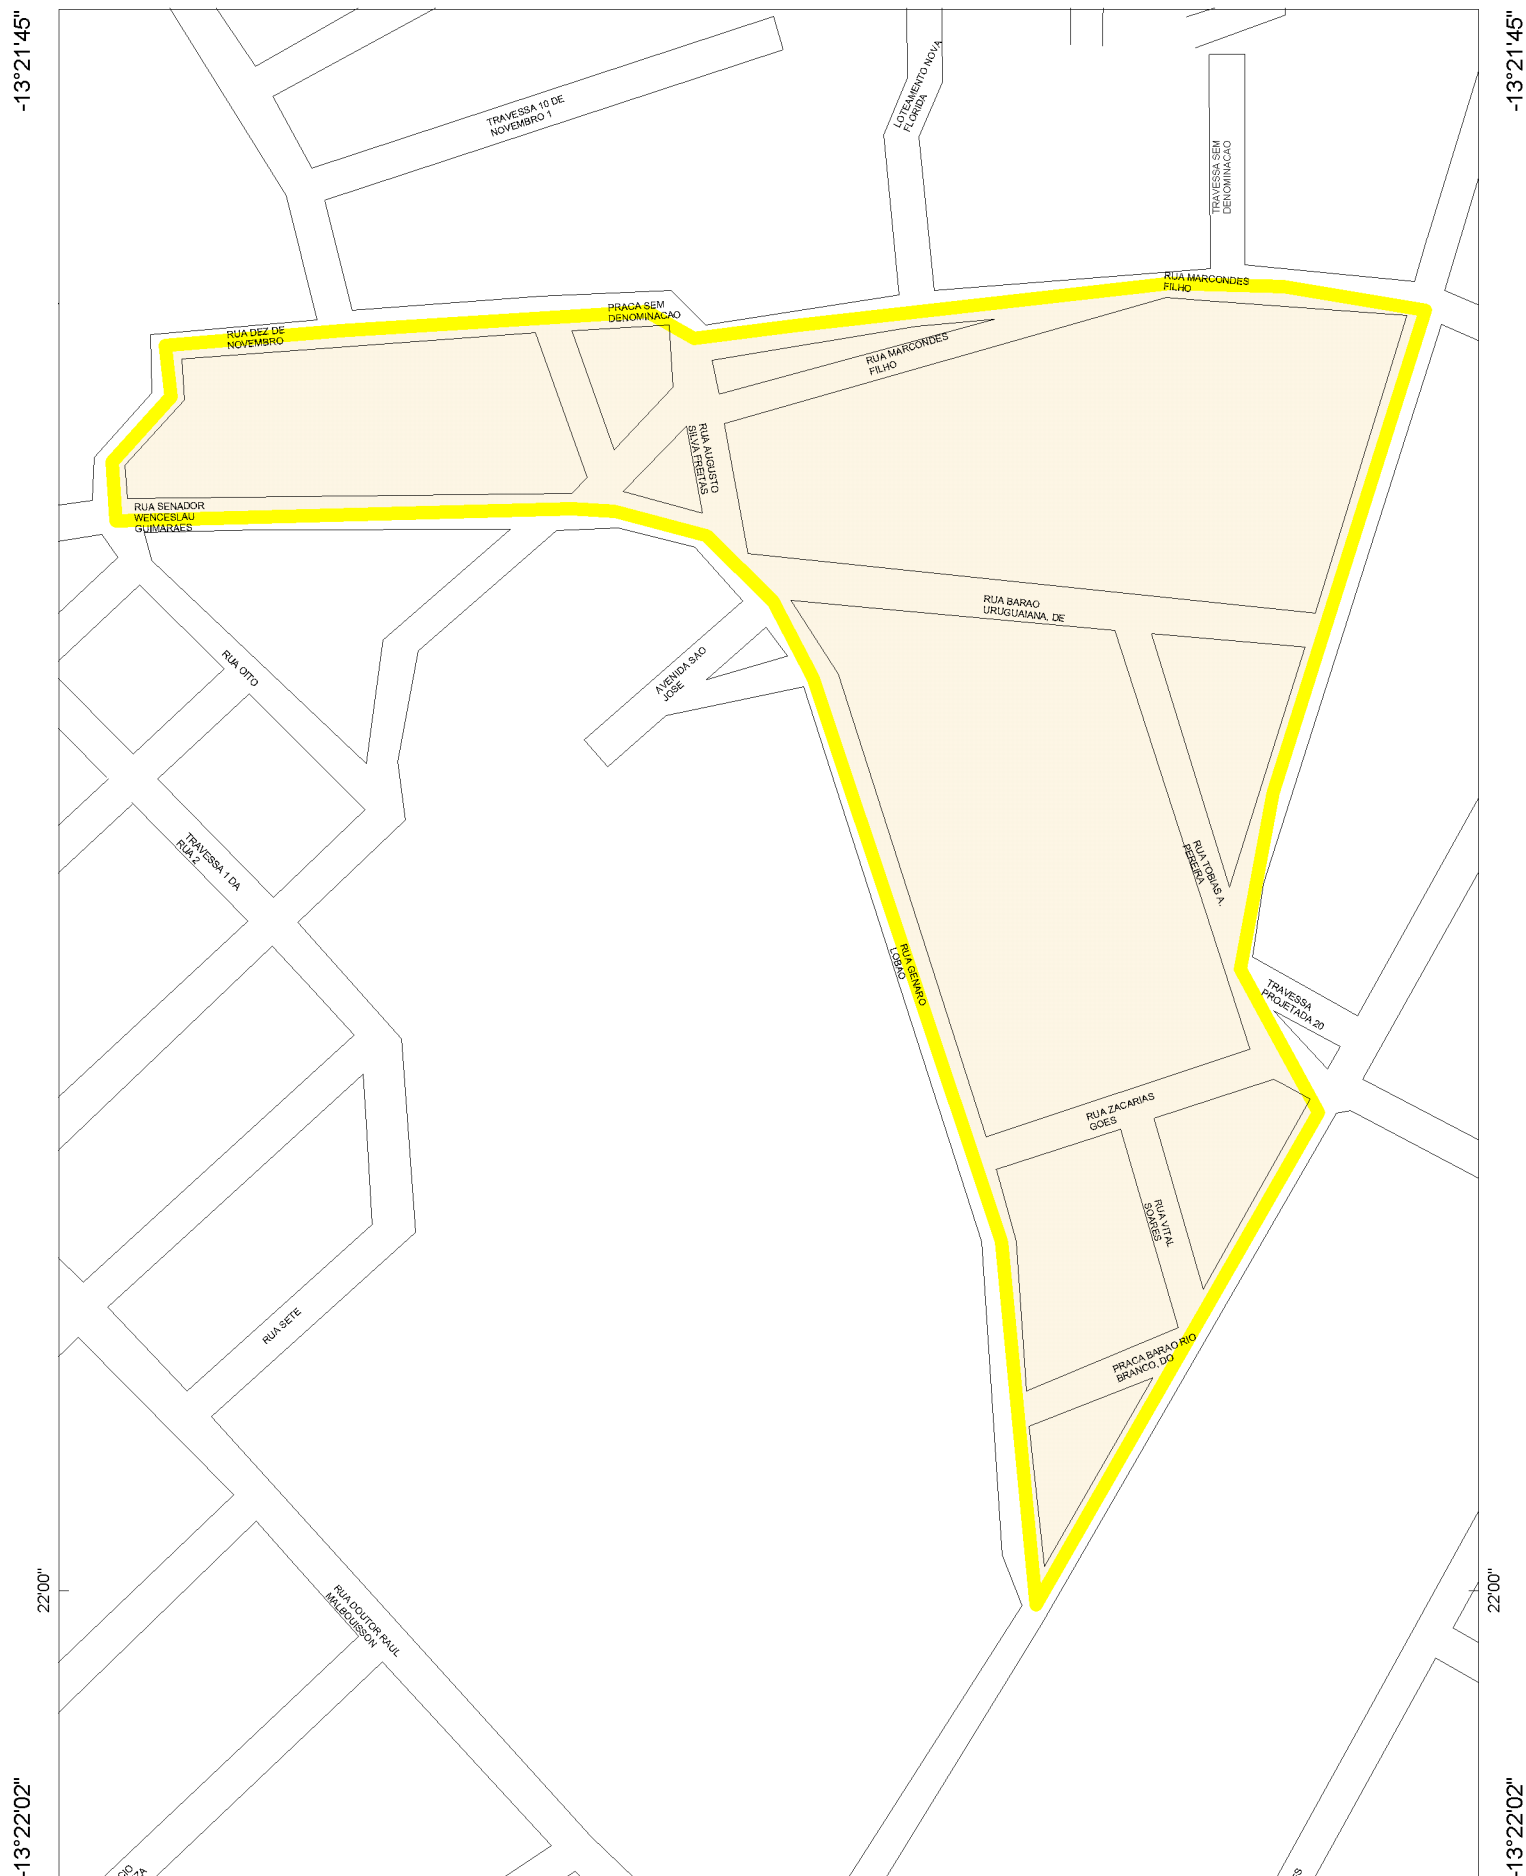 -13°21'45"
-13°21'45"
LOTEAMENTO NOVA
FLORIDA
TRAVESSA 10 DE
NOVEMBRO 1
TRAVESSA SEM
DENOMINACAO
RUA MARCONDES
FILHO
PRACA SEM
DENOMINACAO
RUA DEZ DE
NOVEMBRO
RUA MARCONDES
FILHO
RUA AUGUSTO
SILVA FREITAS
RUA SENADOR
WENCESLAU
GUIMARAES
RUA BARAO
URUGUAIANA, DE
RUA OITO
AVENIDA SAO
JOSE
TRAVESSA 1 DA
RUA 2
RUA TOBIAS A.
PEREIRA
RUA GENARO
LOBAO
TRAVESSA
PROJETADA 20
RUA ZACARIAS
GOES
RUA VITAL
SOARES
RUA SETE
PRACA BARAO RIO
BRANCO, DO
22'00"
22'00"
RUA DOUTOR RAUL
MALBOUISSON
-13°22'02"
-13°22'02"